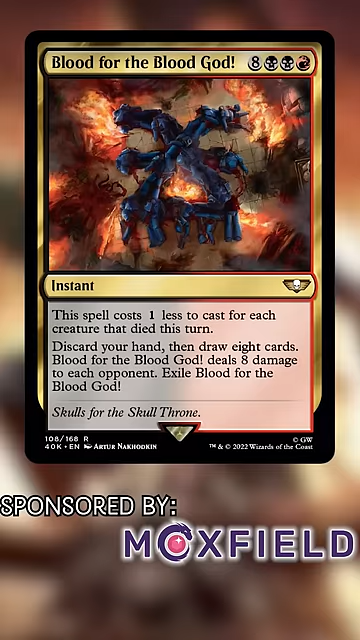 Blood for the Blood God! 8
Instant
This spell costs 1 less to cast for each
creature that died this turn.
Discard your hand, then draw eight cards.
Blood for the Blood God! deals 8 damage
to each opponent. Exile Blood for the
Blood God!
Skulls for the Skull Throne.
108/168 R
40K • EN Artur Nakhodkin
© GW
™ & © 2022 Wizards of the Coast
SPONSORED BY:
MOXFIELD